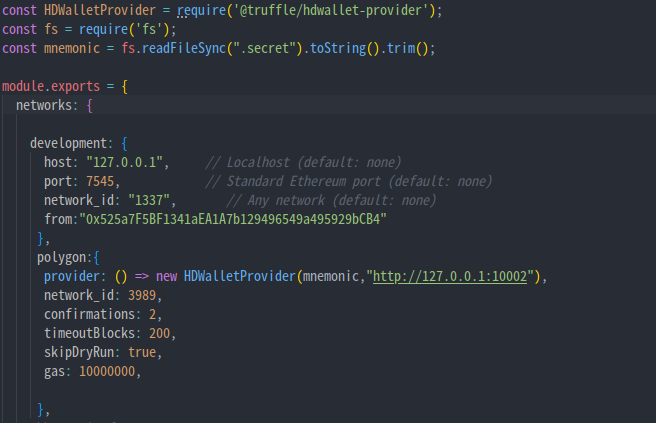 const HDWalletProvider = require('@truffle/hdwallet-provider');
const fs = require('fs');
const mnemonic = fs.readFileSync(".secret").toString().trim();
module.exports = {
networks: {
development: {
host: "127.0.0.1", // Localhost (default: none)
port: 7545, // Standard Ethereum port (default: none)
network_id: "1337", // Any network (default: none)
from:"0x525a7F5BF1341aEA1A7b129496549a495929bCB4"
},
polygon:{
provider: () => new HDWalletProvider(mnemonic,"http://127.0.0.1:10002"),
network_id: 3989,
confirmations: 2,
timeoutBlocks: 200,
skipDryRun: true,
gas: 10000000,
},